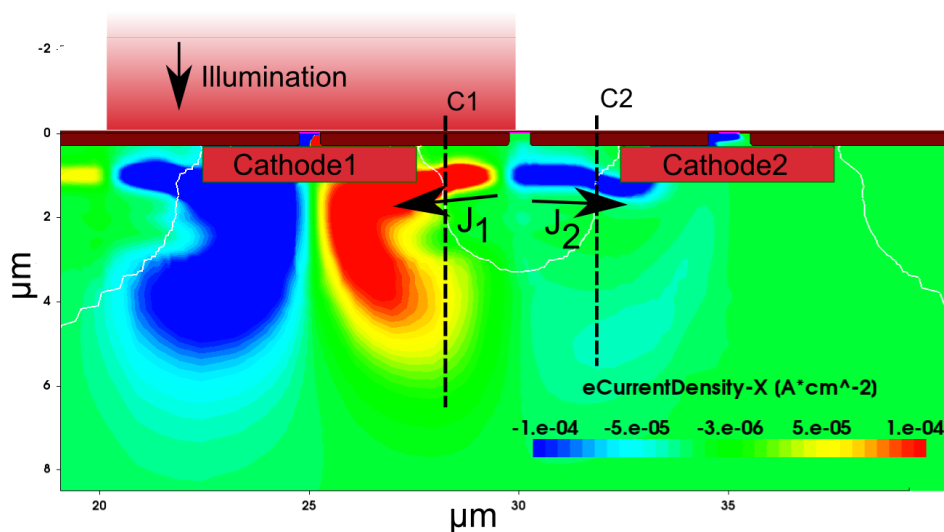 -2
Illumination
C1
C2
0
Cathode1
Cathode2
2
J1
J2
μm
4
6
eCurrentDensity-X (A*cm^-2)
-1.e-04 -5.e-05 -3.e-06 5.e-05 1.e-04
8
20 25 30 35
μm